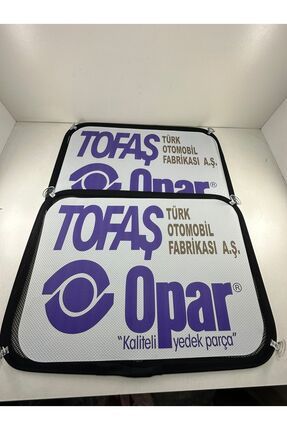 TOFAŞ TÜRK
OTOMOBİL
FABRİKASI A.Ş.
Opar®
TOFAŞ TÜRK
OTOMOBİL
FABRİKASI A.Ş.
Opar®
"Kaliteli yedek parça"